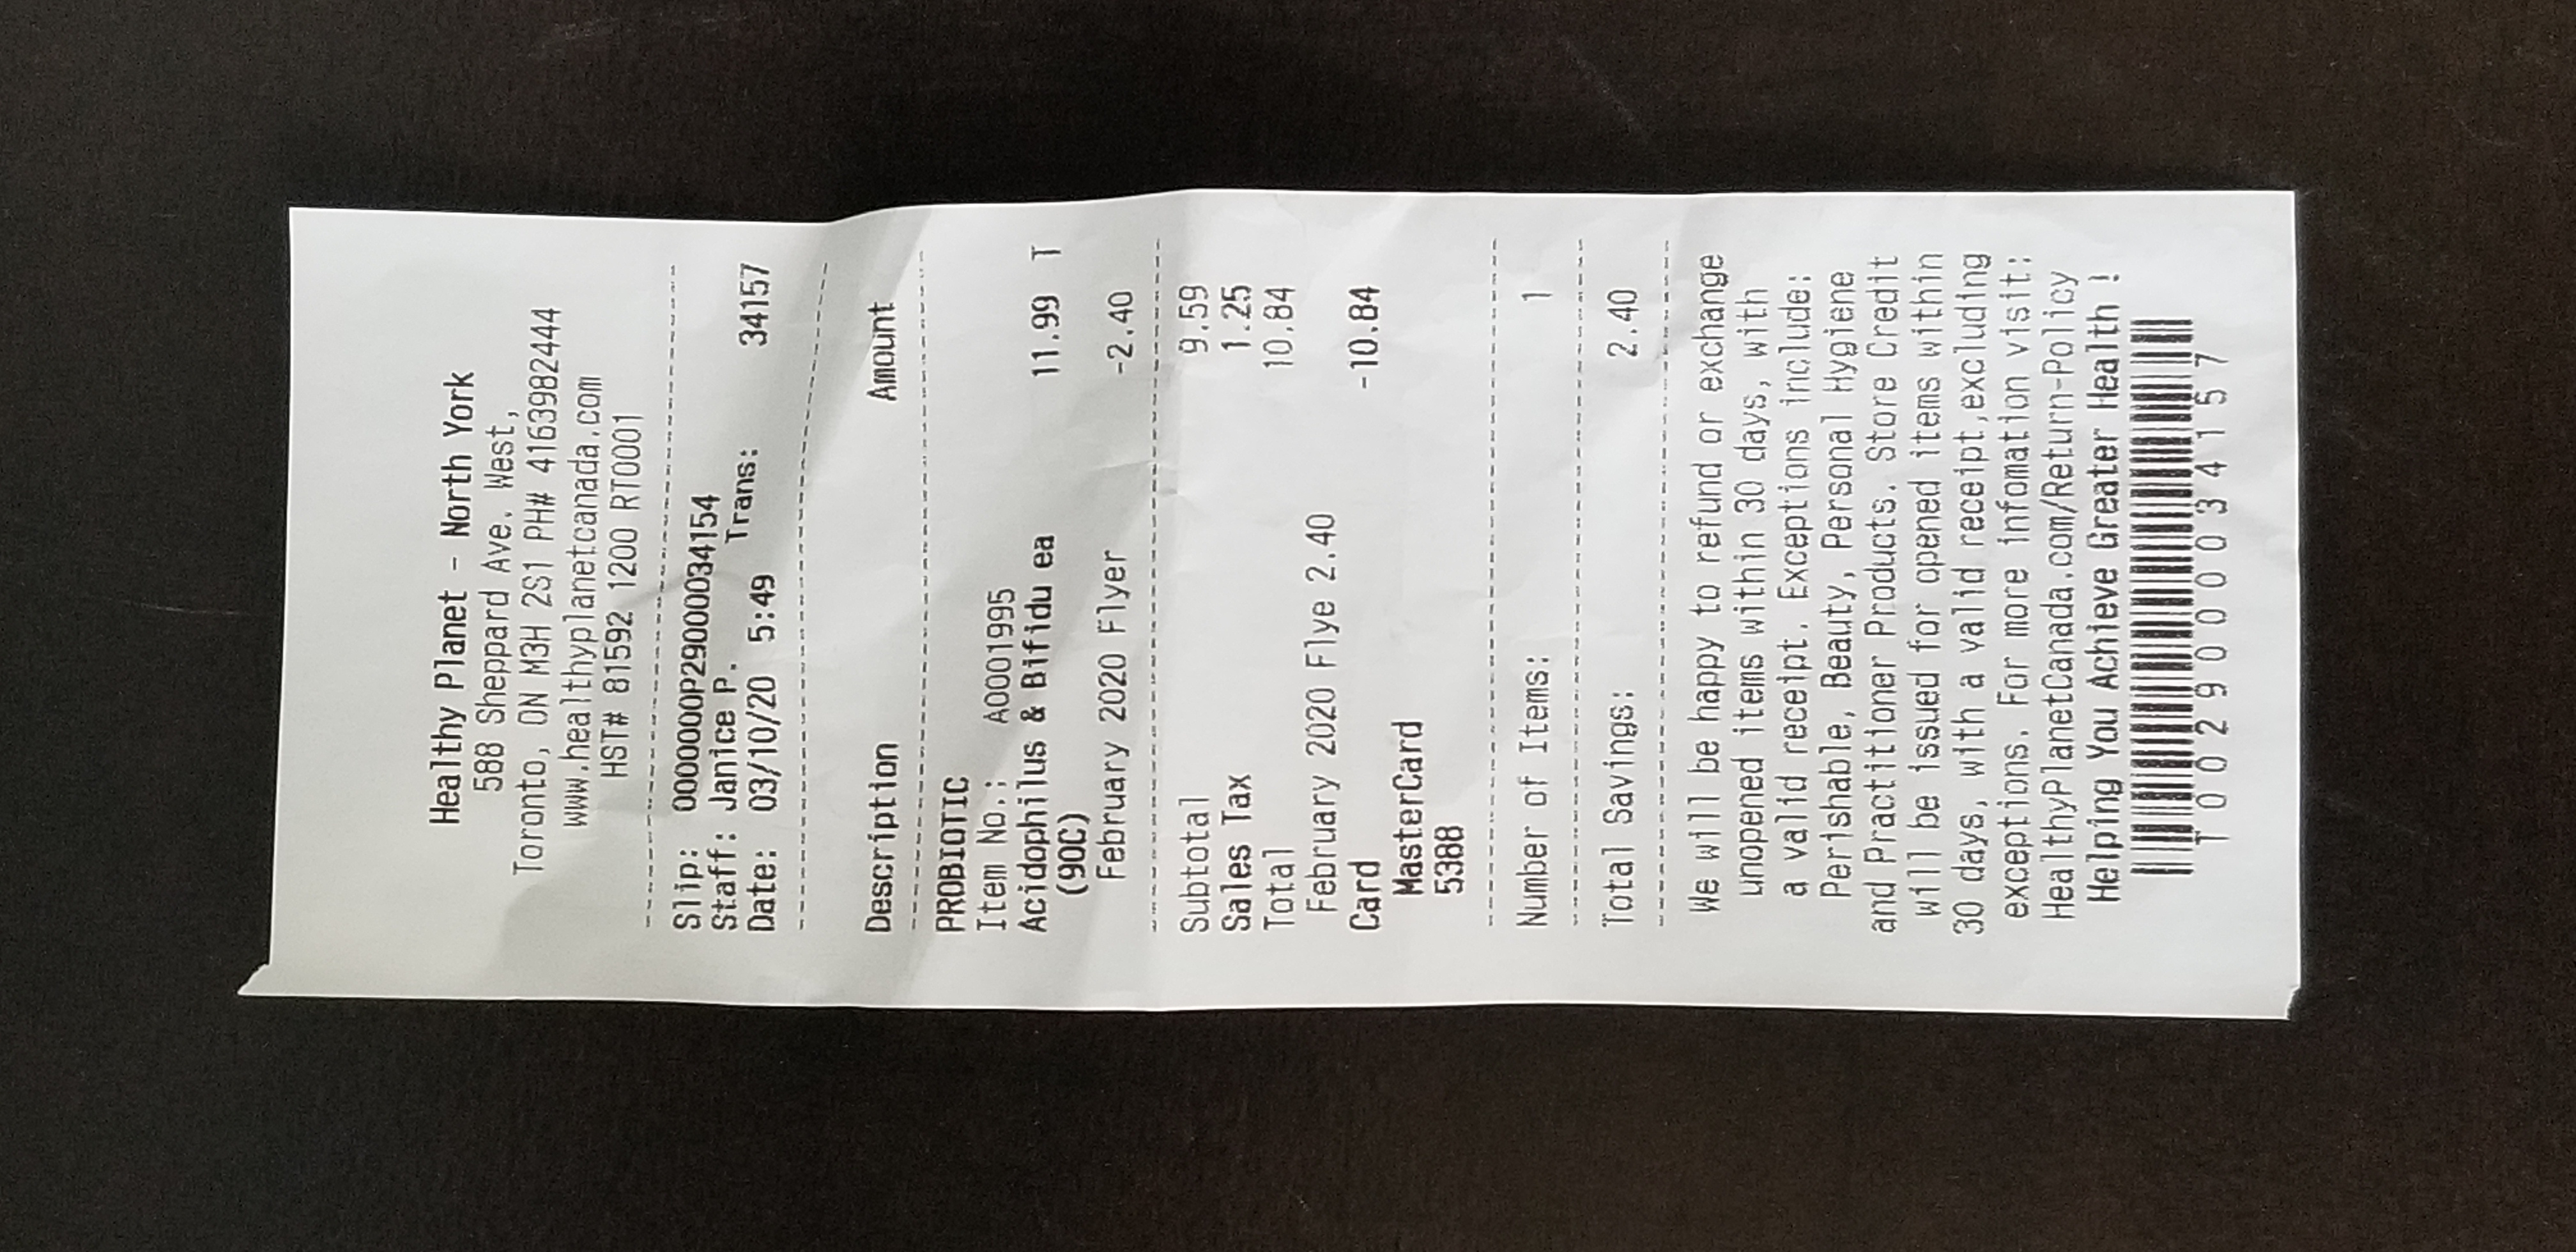 Healthy Planet - North York
588 Sheppard Ave. West,
Toronto, ON M3H 2S1 PH# 4163982444
www.healthyplanetcanada.com
HST# 81592 1200 RT0001
Slip: 0000000P29000034154
Staff: Janice P. Trans: 34157
Date: 03/10/20 5:49
Description Amount
PROBIOTIC
Item No.: A0001995
Acidophilus & Bifidu ea 11.99 T
(90C)
February 2020 Flyer -2.40
Subtotal 9.59
Sales Tax 1.25
Total 10.84
February 2020 Flye 2.40
Card -10.84
MasterCard
5388
Number of Items: 1
Total Savings: 2.40
We will be happy to refund or exchange
unopened items within 30 days, with
a valid receipt. Exceptions include:
Perishable, Beauty, Personal Hygiene
and Practitioner Products. Store Credit
will be issued for opened items within
30 days, with a valid receipt,excluding
exceptions. For more infomation visit:
HealthyPlanetCanada.com/Return-Policy
Helping You Achieve Greater Health !
T0029000034157